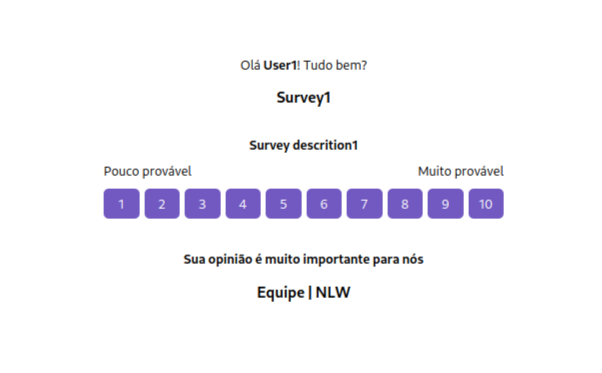 Olá User1! Tudo bem?
Survey1
Survey descrition1
Pouco provável Muito provável
1 2 3 4 5 6 7 8 9 10
Sua opinião é muito importante para nós
Equipe | NLW